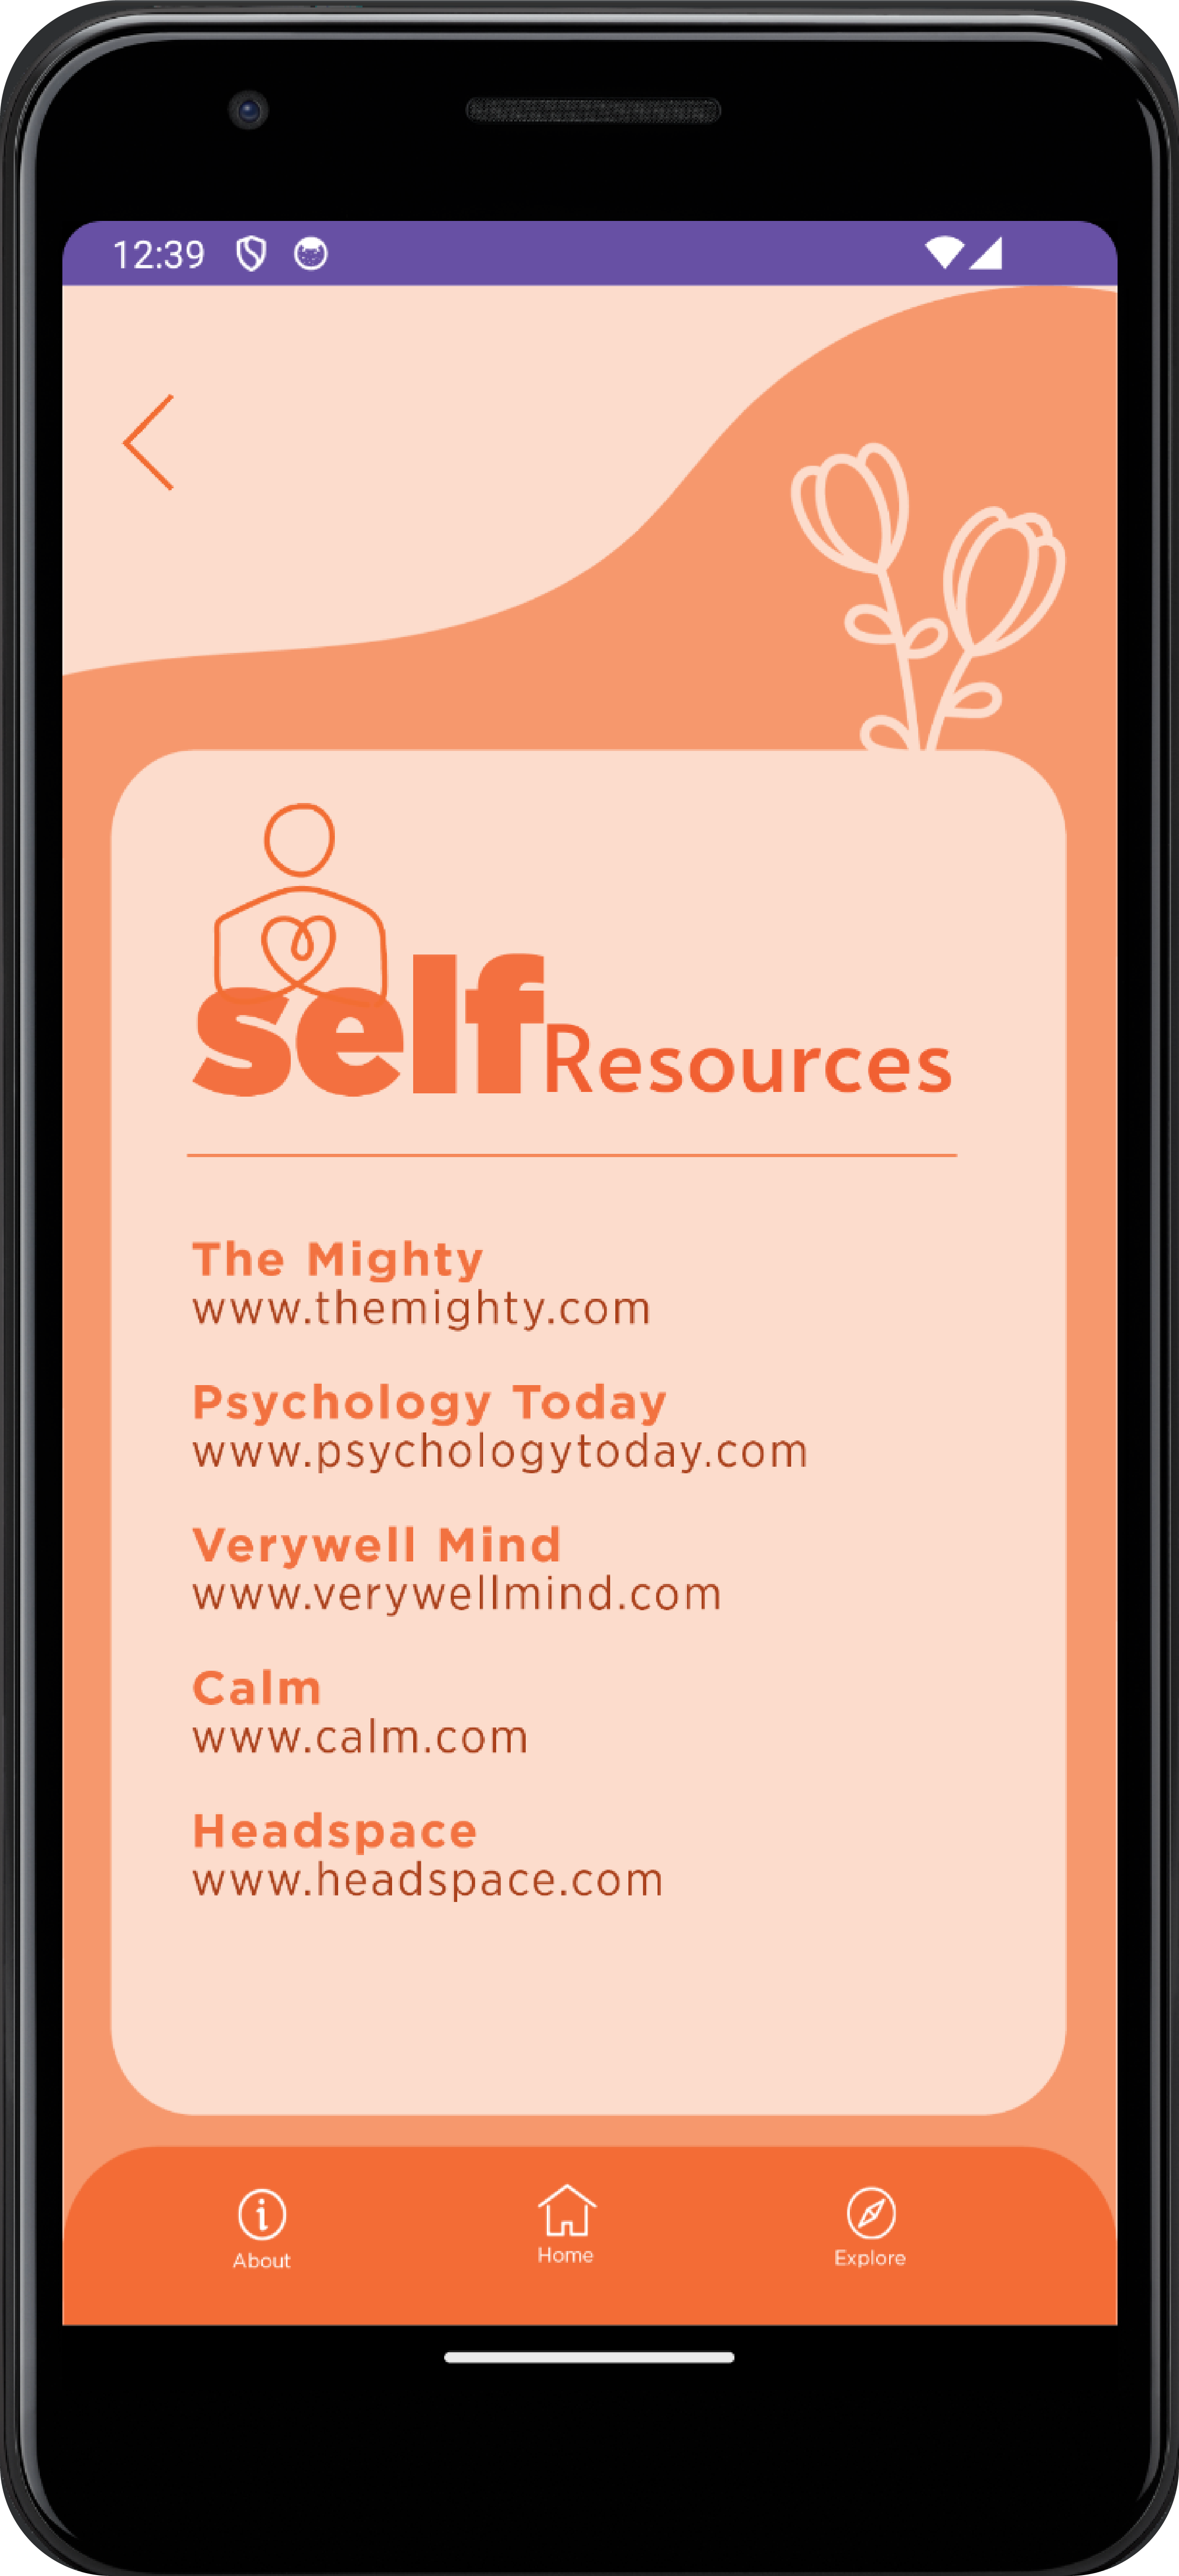 12:39
self Resources
The Mighty
www.themighty.com
Psychology Today
www.psychologytoday.com
Verywell Mind
www.verywellmind.com
Calm
www.calm.com
Headspace
www.headspace.com
About
Home
Explore